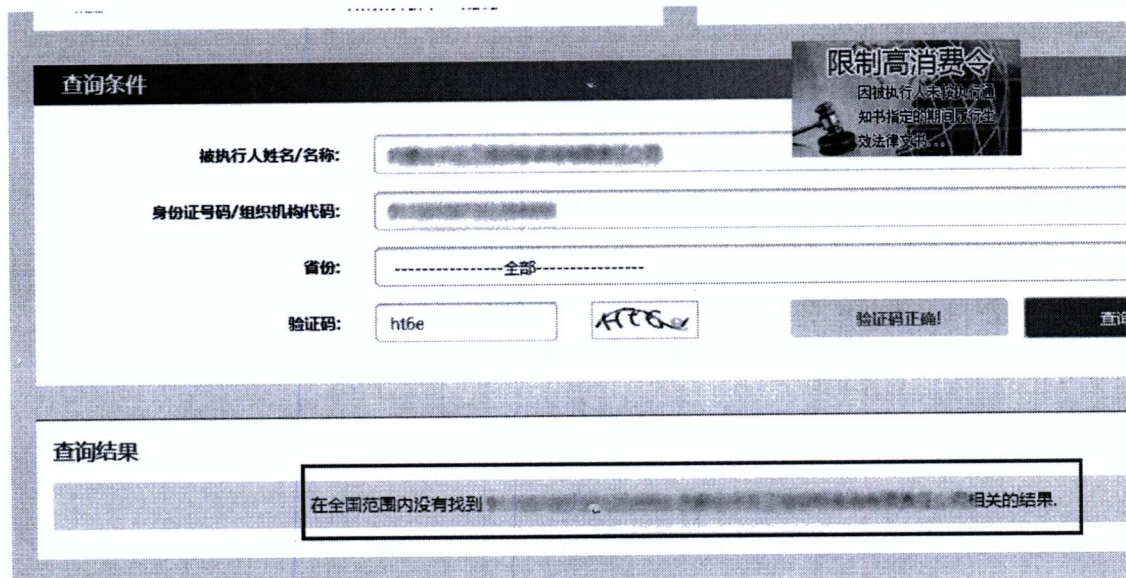 查询条件
限制高消费令
因被执行人未按执行通
知书指定的期间履行生
效法律文书...
被执行人姓名/名称:
身份证号码/组织机构代码:
省份:
----------------全部----------------
验证码:
ht6e
验证码正确!
查询
查询结果
在全国范围内没有找到
相关的结果.